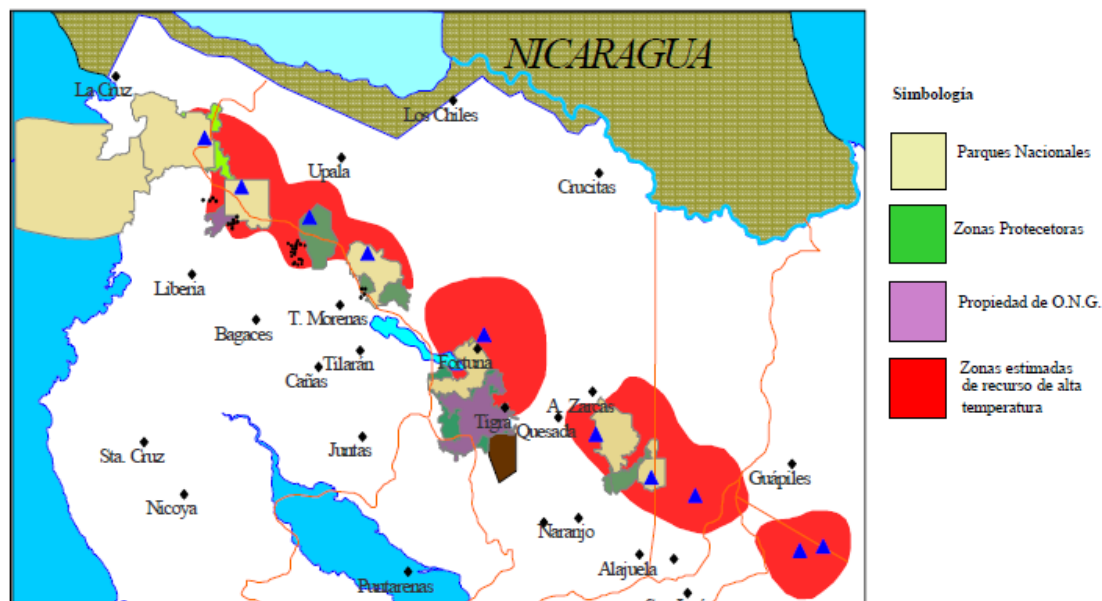 NICARAGUA
La Cruz
Los Chiles
Upala
Crucitas
Liberia
Bagaces
T. Morenas
Tilarán
Cañas
Fortuna
Tigra
A. Zarcas
Quesada
Juntas
Sta. Cruz
Nicoya
Naranjo
Guápiles
Alajuela
Puntarenas
Simbología
Parques Nacionales
Zonas Protecetoras
Propiedad de O.N.G.
Zonas estimadas
de recurso de alta
temperatura